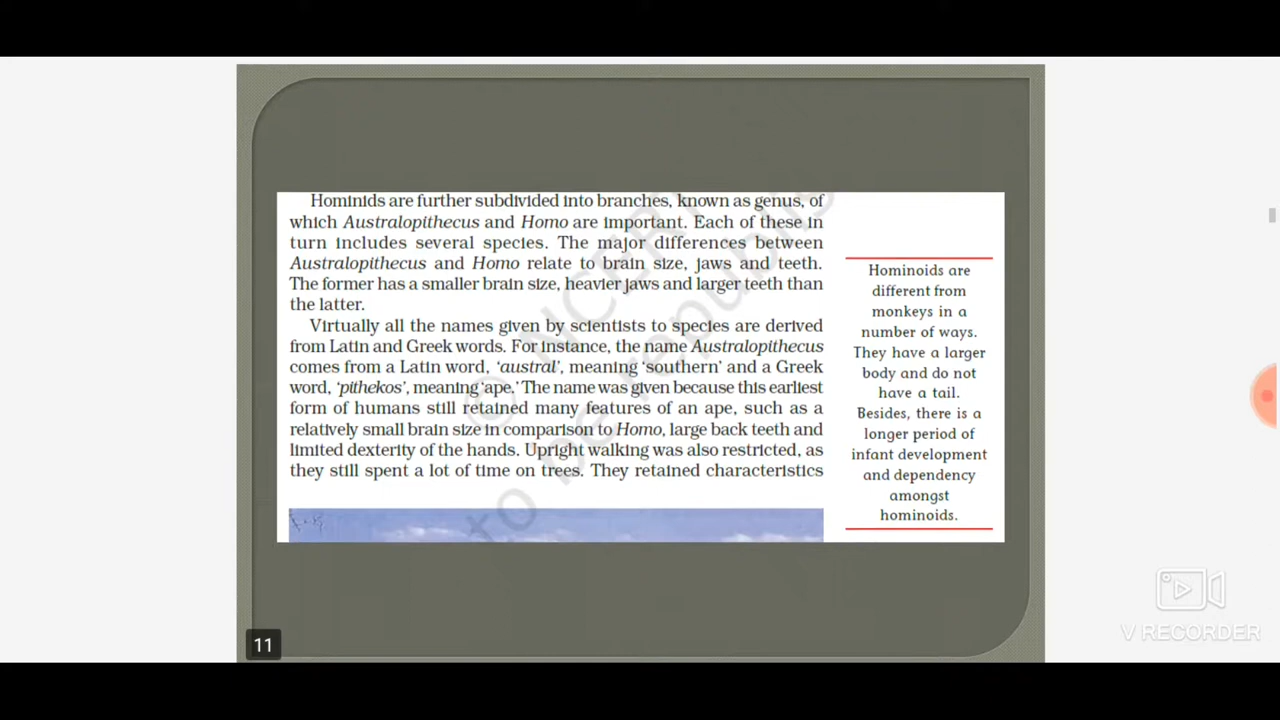 Hominids are further subdivided into branches, known as genus, of
which Australopithecus and Homo are important. Each of these in
turn includes several species. The major differences between
Australopithecus and Homo relate to brain size, jaws and teeth.
The former has a smaller brain size, heavier jaws and larger teeth than
the latter.
Virtually all the names given by scientists to species are derived
from Latin and Greek words. For instance, the name Australopithecus
comes from a Latin word, ‘austral’, meaning ‘southern’ and a Greek
word, ‘pithekos’, meaning ‘ape.’ The name was given because this earliest
form of humans still retained many features of an ape, such as a
relatively small brain size in comparison to Homo, large back teeth and
limited dexterity of the hands. Upright walking was also restricted, as
they still spent a lot of time on trees. They retained characteristics
Hominoids are
different from
monkeys in a
number of ways.
They have a larger
body and do not
have a tail.
Besides, there is a
longer period of
infant development
and dependency
amongst
hominoids.
© NCERT
to be republis
11
V RECORDER